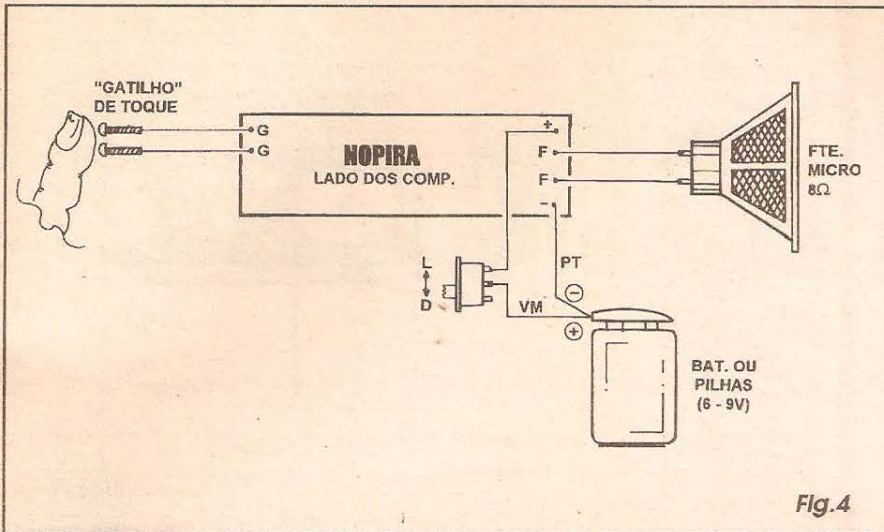 "GATILHO"
DE TOQUE
G
G
NOPIRA
LADO DOS COMP.
+
F
F
-
FTE.
MICRO
8Ω
L
D
PT
VM
-
+
BAT. OU
PILHAS
(6 - 9V)
Fig.4